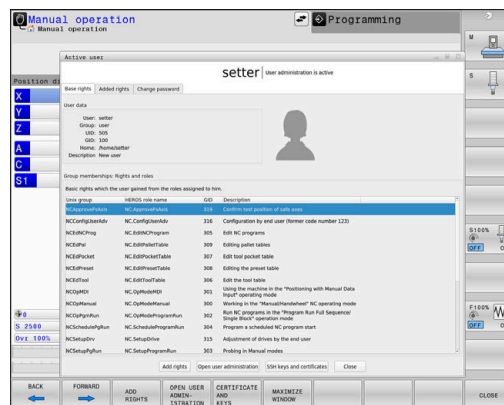 Manual operation
Manual operation
Programming
Position di
X
Y
Z
A
C
S1
S 2500
Ovr 100%
M
S
S100%
OFF
F100%
OFF
Active user
setter
User administration is active
Base rights
Added rights
Change password
User data
User: setter
Group: user
UID: 505
GID: 100
Home: /home/setter
Description New user
Group memberships: Rights and roles
Basic rights which the user gained from the roles assigned to him.
Unix group HEROS role name GID Description
NCApproveFsAxis NC.ApproveFsAxis 319 Confirm test position of safe axes
NCConfigUserAdv NC.ConfigUserAdv 316 Configuration by end user (former code number 123)
NCEdNCProg NC.EditNCProgram 305 Edit NC programs
NCEdPal NC.EditPalletTable 309 Editing pallet tables
NCEdPocket NC.EditPocketTable 307 Edit tool pocket table
NCEdPreset NC.EditPresetTable 308 Editing the preset table
NCEdTool NC.EditToolTable 306 Edit the tool table
NCOpMDI NC.OpModeMDI 301 Using the machine in the "Positioning with Manual Data
Input" operating mode
NCOpManual NC.OpModeManual 300 Working in the "Manual/Handwheel" NC operating mode
NCOpPgmRun NC.OpModeProgramRun 302 Run NC programs in the "Program Run Full Sequence/
Single Block" operation mode
NCSchedulePgRun NC.ScheduleProgramRun 304 Program a scheduled NC program start
NCSetupDrv NC.SetupDrive 315 Adjustment of drives by the end user
NCSetupPgRun NC.SetupProgramRun 303 Probing in Manual modes
Add rights
Open user administration
SSH keys and certificates
Close
BACK
FORWARD
ADD
RIGHTS
OPEN USER
ADMIN-
ISTRATION
CERTIFICATE
AND
KEYS
MAXIMIZE
WINDOW
CLOSE